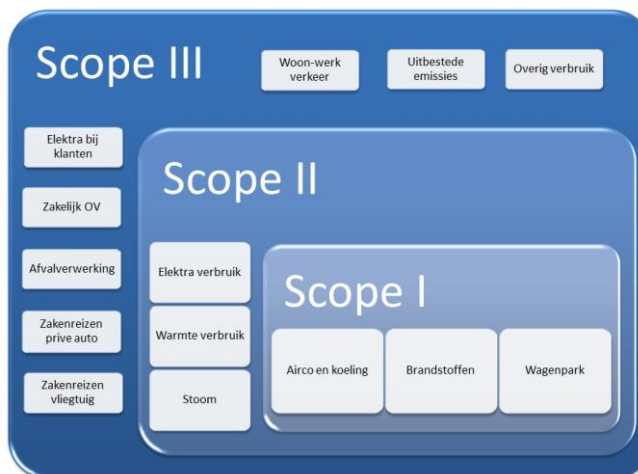 Scope III
Woon-werk
verkeer
Uitbestede
emissies
Overig verbruik
Elektra bij
klanten
Zakelijk OV
Afvalverwerking
Zakenreizen
prive auto
Zakenreizen
vliegtuig
Scope II
Elektra verbruik
Warmte verbruik
Stoom
Scope I
Airco en koeling
Brandstoffen
Wagenpark